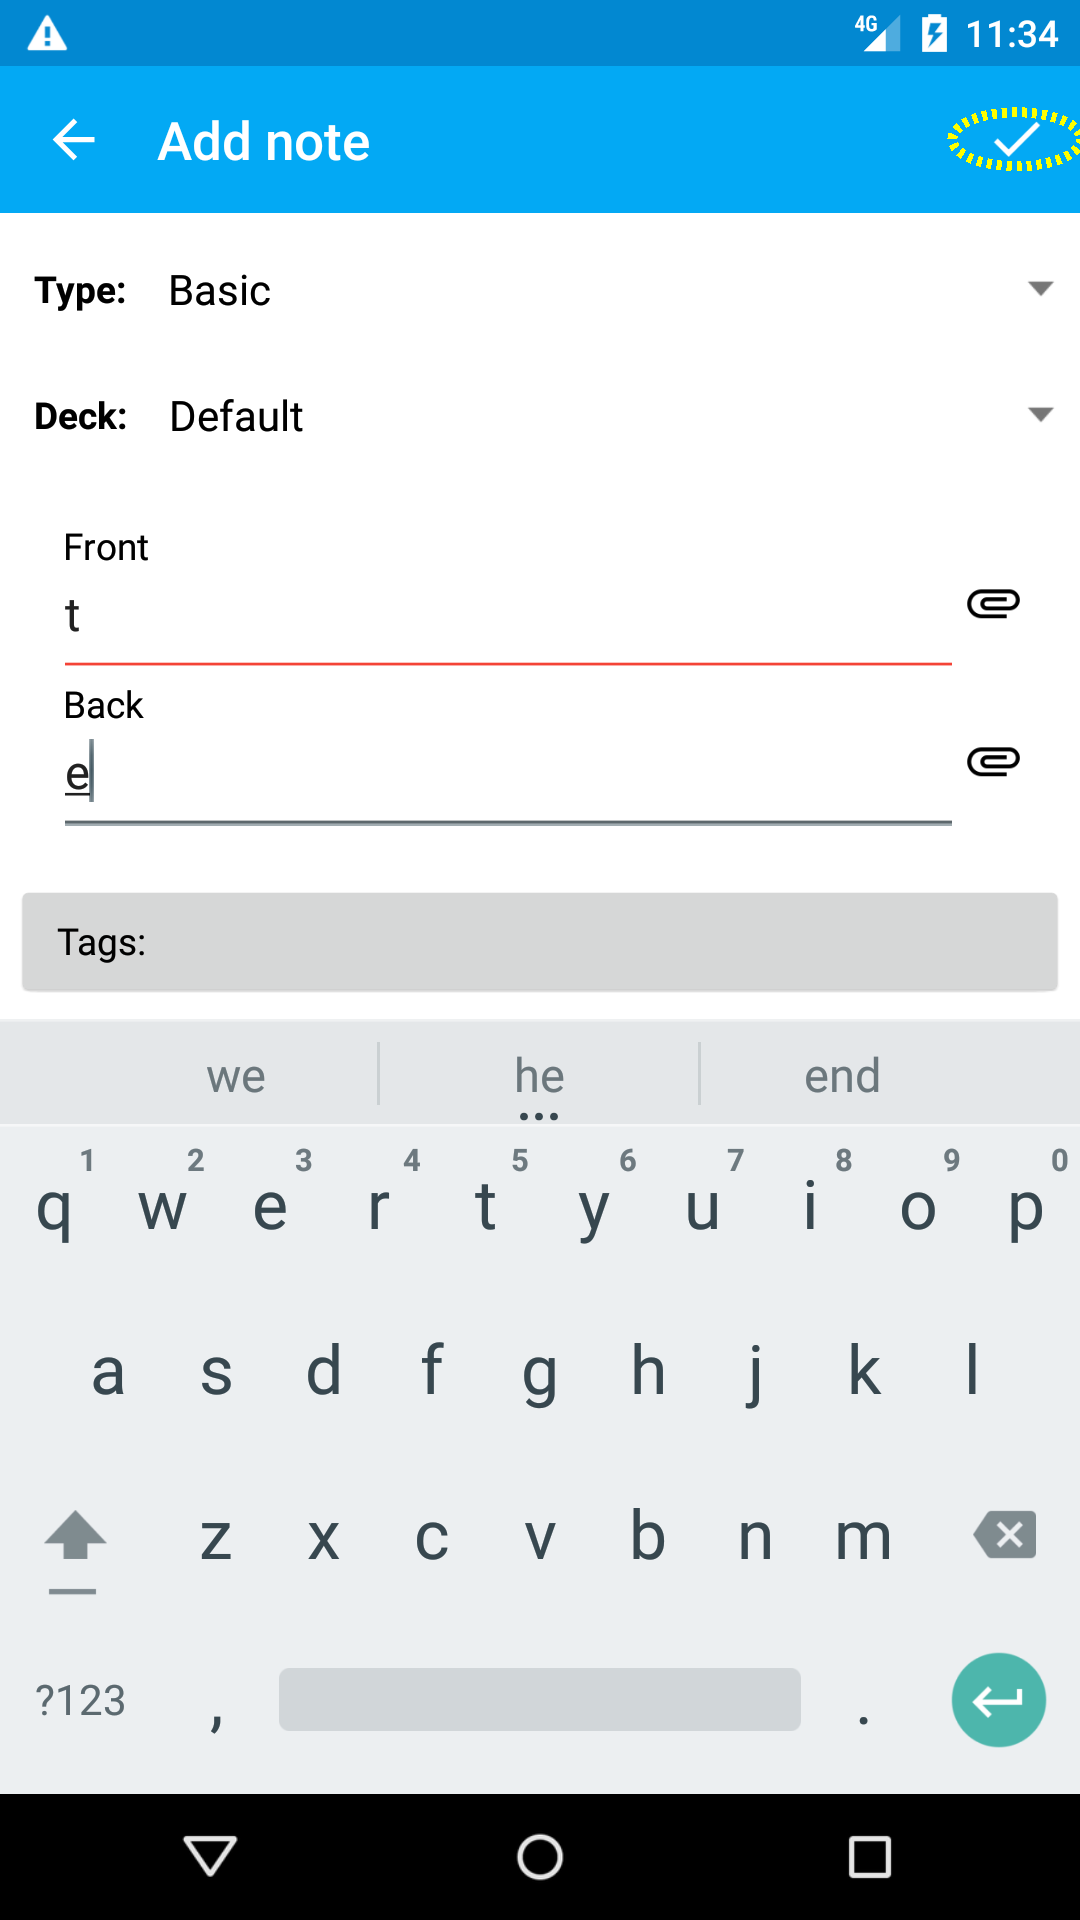 4G 11:34
Add note
Type: Basic
Deck: Default
Front
t
Back
e
Tags:
we he end
1 2 3 4 5 6 7 8 9 0
q w e r t y u i o p
a s d f g h j k l
z x c v b n m
?123 , .